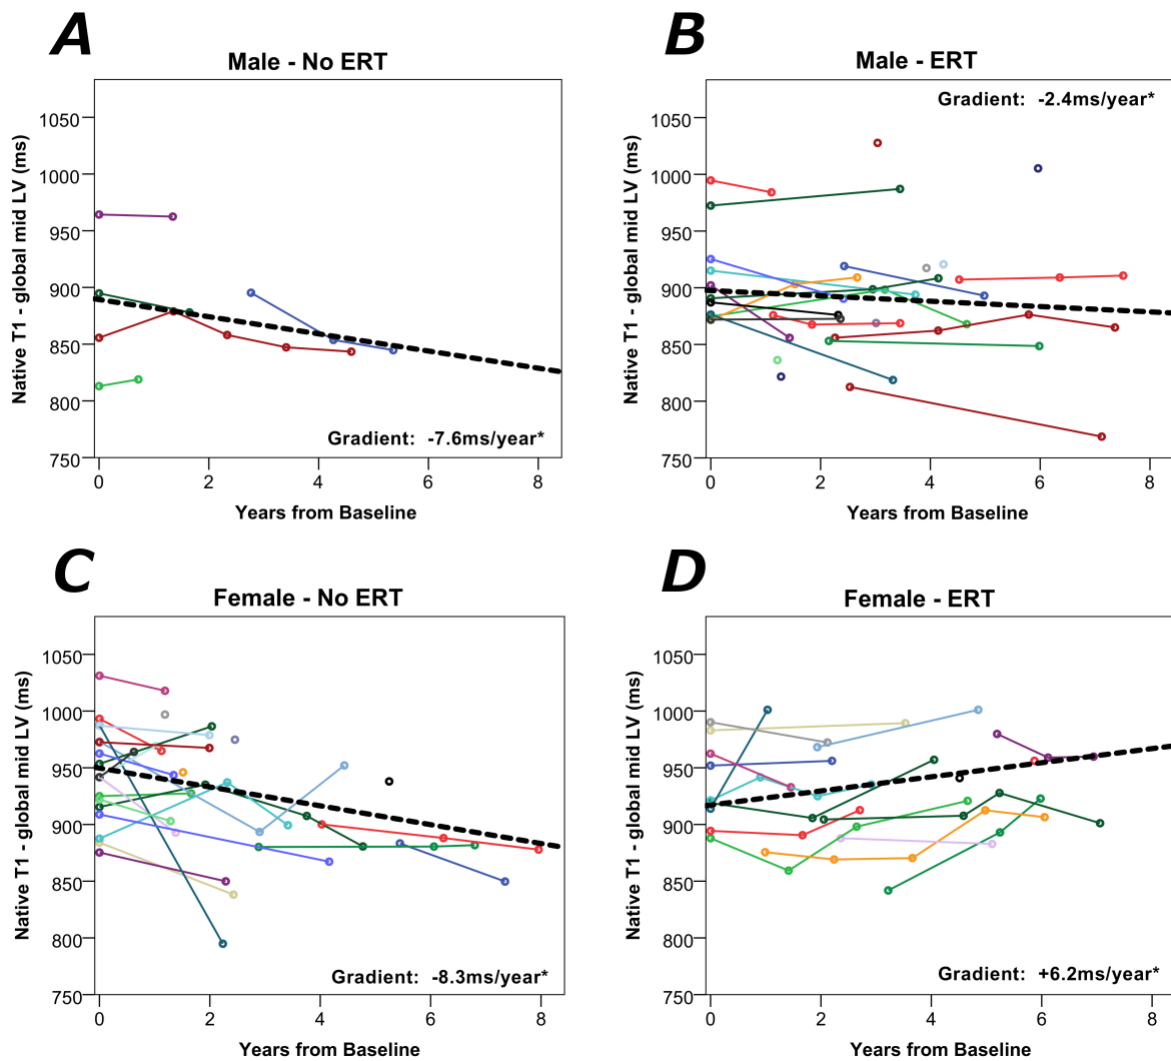 A
Male - No ERT
Native T1 - global mid LV (ms)
1050
1000
950
900
850
800
750
Gradient: -7.6ms/year*
0 2 4 6 8
Years from Baseline
B
Male - ERT
Native T1 - global mid LV (ms)
Gradient: -2.4ms/year*
1050
1000
950
900
850
800
750
0 2 4 6 8
Years from Baseline
C
Female - No ERT
Native T1 - global mid LV (ms)
1050
1000
950
900
850
800
750
Gradient: -8.3ms/year*
0 2 4 6 8
Years from Baseline
D
Female - ERT
Native T1 - global mid LV (ms)
1050
1000
950
900
850
800
750
Gradient: +6.2ms/year*
0 2 4 6 8
Years from Baseline